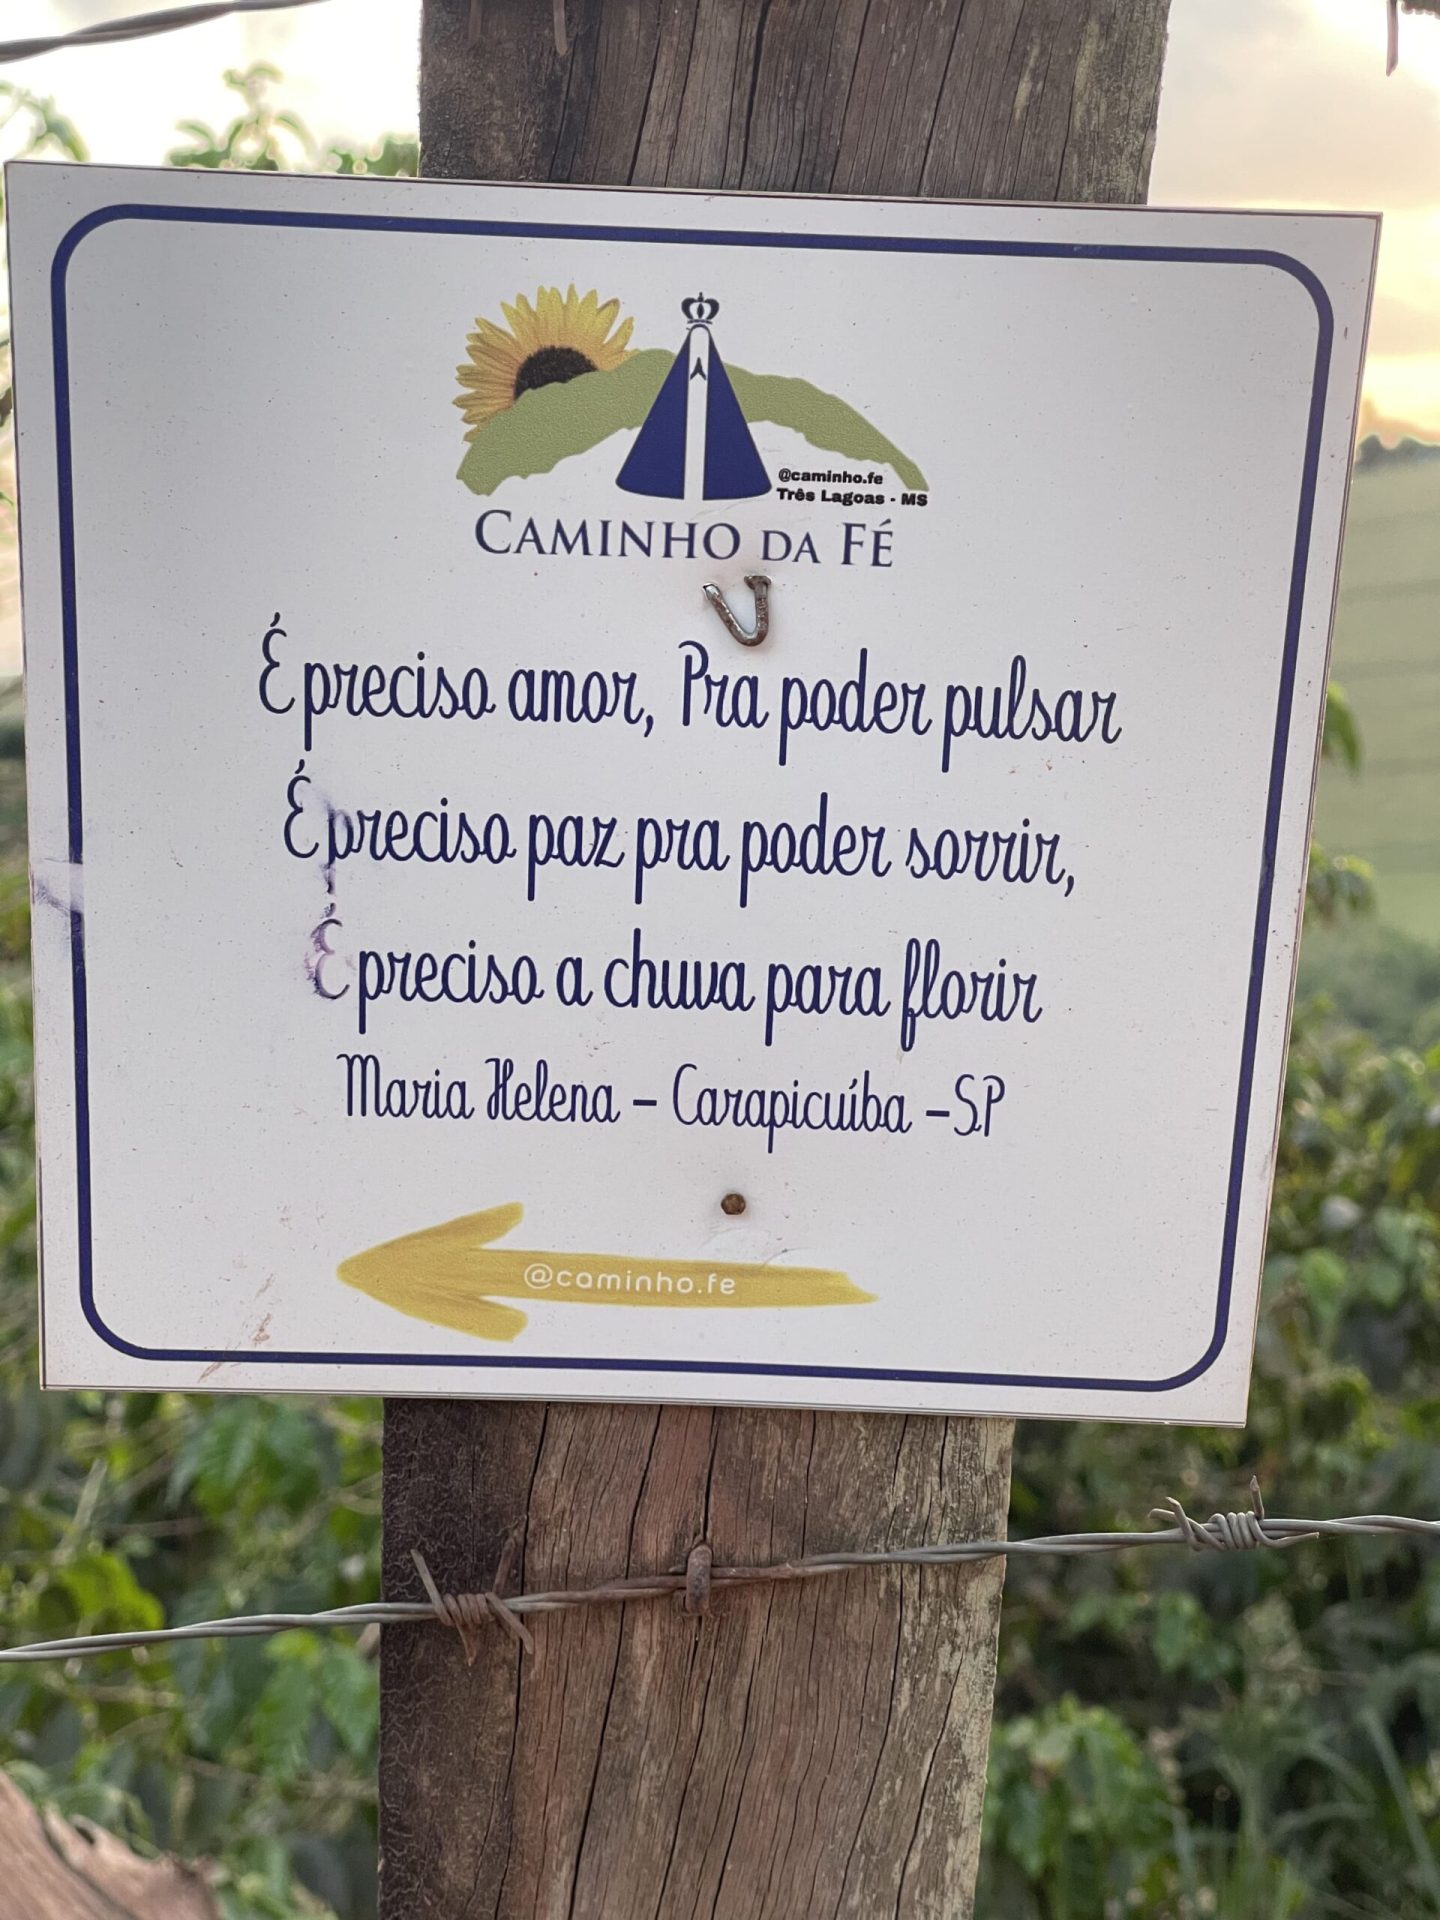 @caminho.fe
Três Lagoas - MS
CAMINHO DA FÉ
É preciso amor, Pra poder pulsar
É preciso paz pra poder sorrir,
É preciso a chuva para florir
Maria Helena - Carapicuíba - SP
@caminho.fe